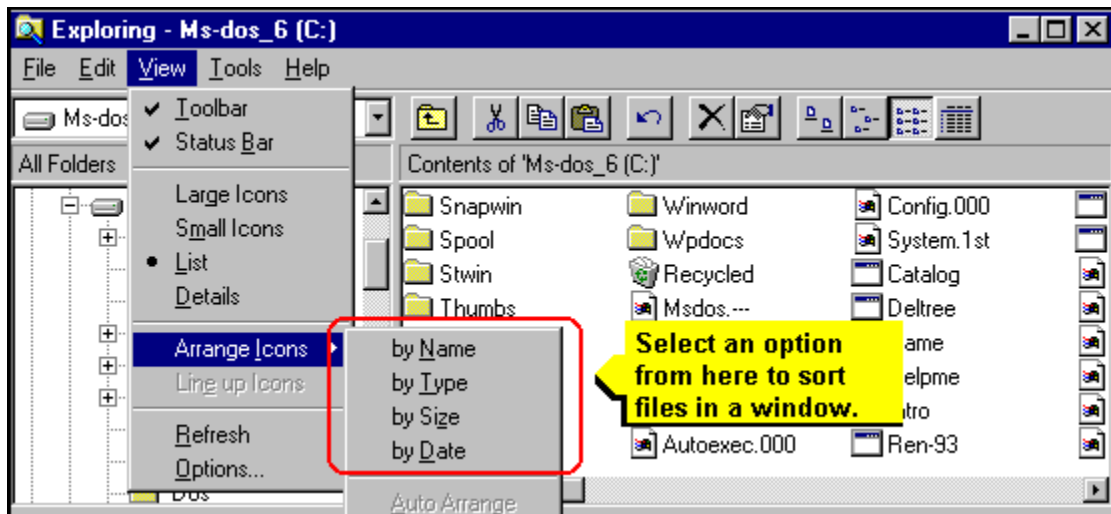 Exploring - Ms-dos_6 (C:)
File Edit View Tools Help
Ms-dos
Toolbar
Status Bar
Large Icons
Small Icons
List
Details
Arrange Icons
Line up Icons
Refresh
Options...
by Name
by Type
by Size
by Date
Auto Arrange
All Folders
Dos
Contents of 'Ms-dos_6 (C:)'
Snapwin
Spool
Stwin
Thumbs
Winword
Wpdocs
Recycled
Msdos.---
Autoexec.000
Config.000
System.1st
Catalog
Deltree
ame
elpme
tro
Ren-93
Select an option
from here to sort
files in a window.